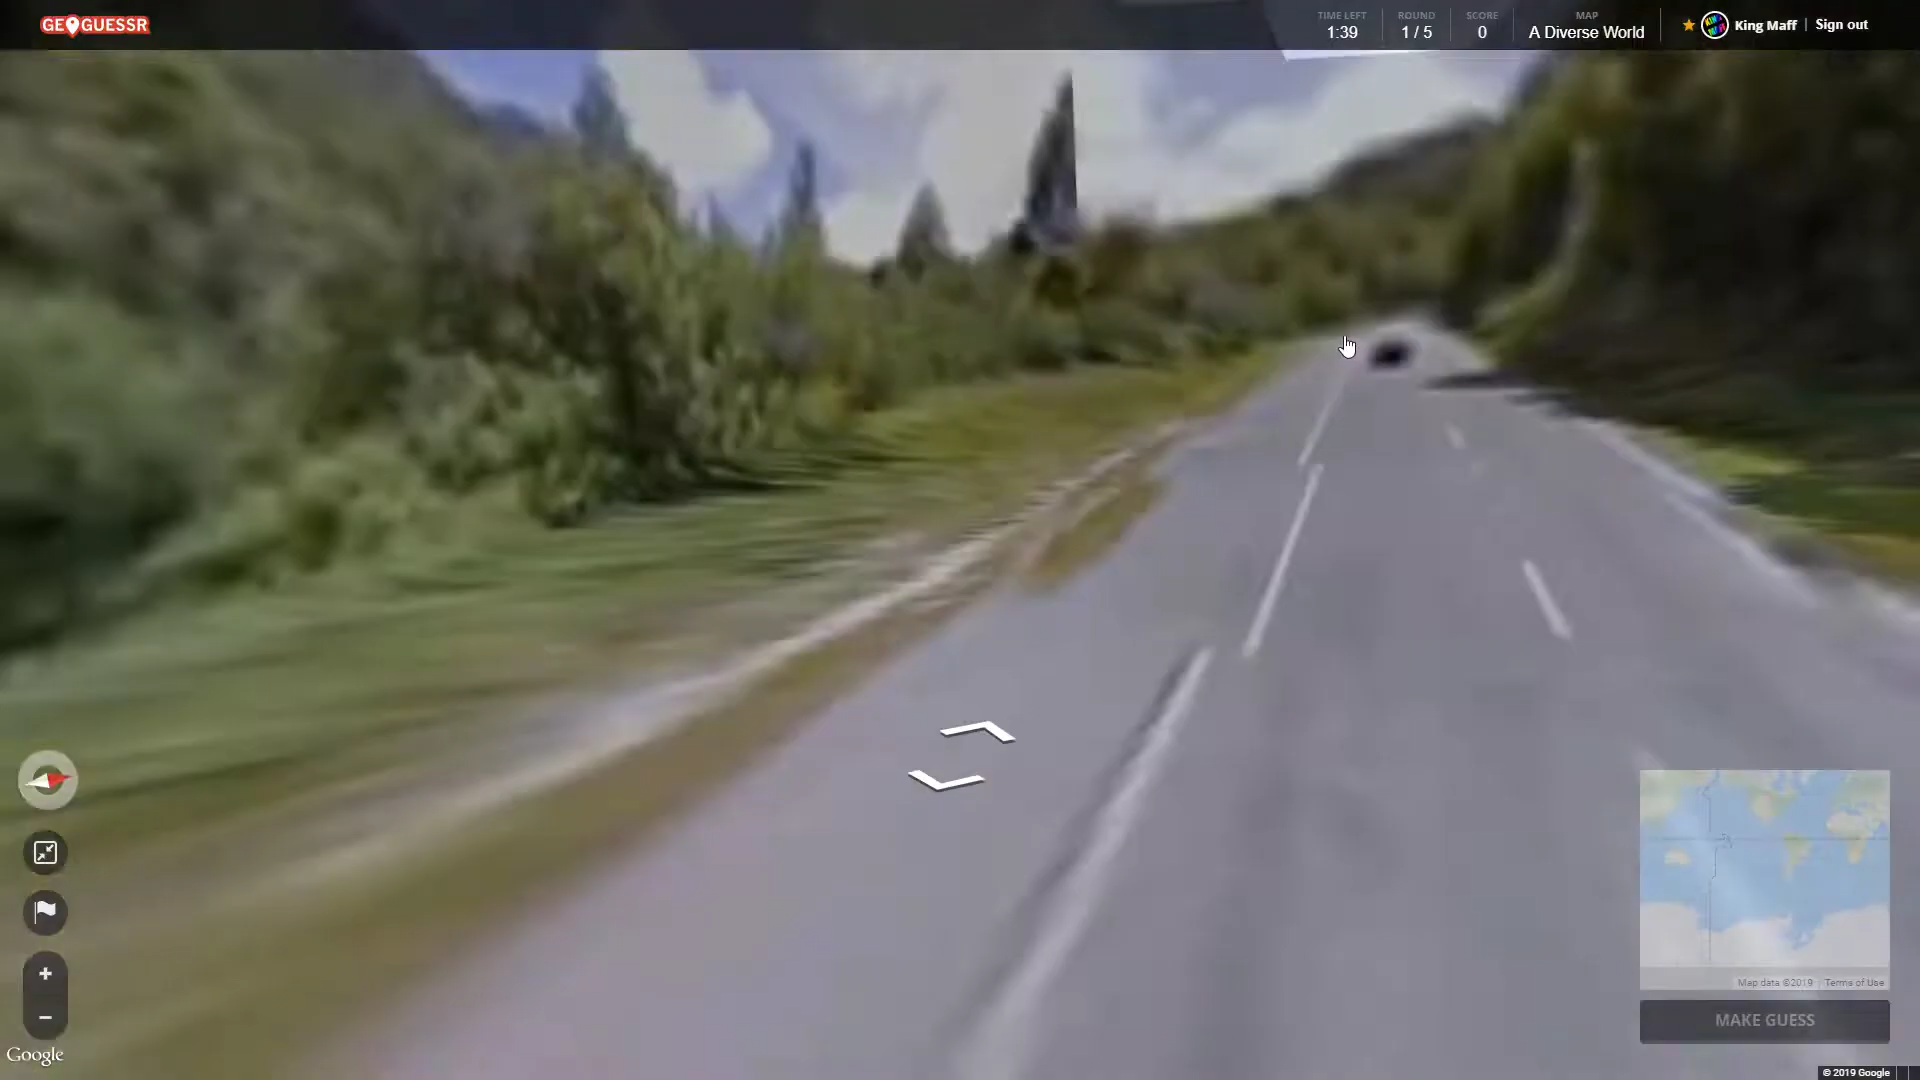 GEOGUESSR
TIME LEFT
1:39
ROUND
1 / 5
SCORE
0
MAP
A Diverse World
King Maff
Sign out
Map data ©2019
Terms of Use
MAKE GUESS
Google
© 2019 Google